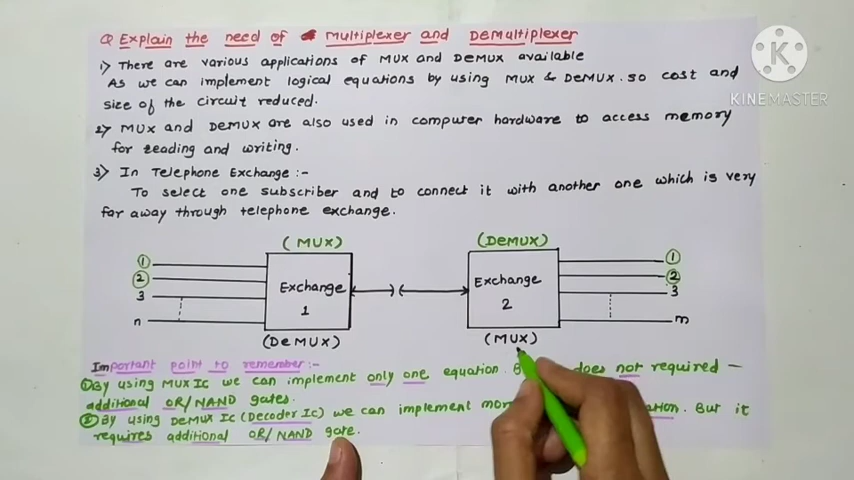 Q Explain the need of Multiplexer and DeMultiplexer
1) There are various applications of MUX and DeMUX available
As we can implement logical equations by using MUX & DeMUX. so cost and
size of the circuit reduced.
2) MUX and DeMUX are also used in computer hardware to access memory
for reading and writing.
3) In Telephone Exchange :-
To select one subscriber and to connect it with another one which is very
far away through telephone exchange.
(MUX) (DeMUX)
1 1
2 Exchange Exchange 2
3 1 2 3
n m
(DeMUX) (MUX)
Important point to remember:-
① By using MUX IC we can implement only one equation. does not required -
additional OR/NAND gates.
② By using DeMUX IC (Decoder IC) we can implement But it
requires additional OR/NAND gate.
K
KINEMASTER